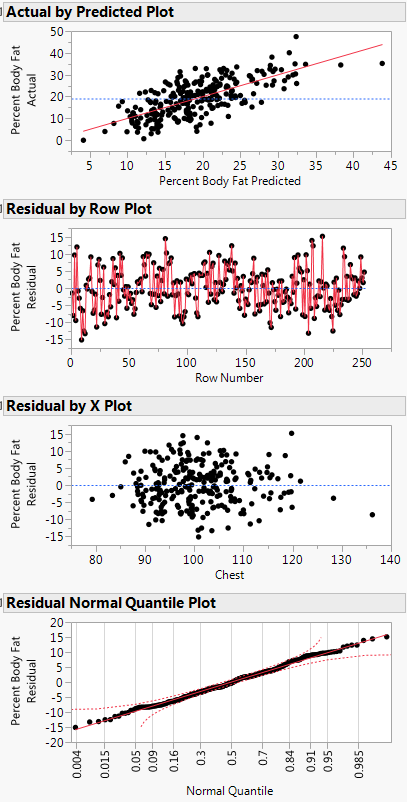 Actual by Predicted Plot
Percent Body Fat
Actual
50
40
30
20
10
0
5 10 15 20 25 30 35 40 45
Percent Body Fat Predicted
Residual by Row Plot
Percent Body Fat
Residual
15
10
5
0
-5
-10
-15
0 50 100 150 200 250
Row Number
Residual by X Plot
Percent Body Fat
Residual
15
10
5
0
-5
-10
-15
80 90 100 110 120 130 140
Chest
Residual Normal Quantile Plot
Percent Body Fat
Residual
20
15
10
5
0
-5
-10
-15
-20
0.004 0.015 0.05 0.09 0.16 0.3 0.5 0.7 0.84 0.91 0.95 0.985
Normal Quantile